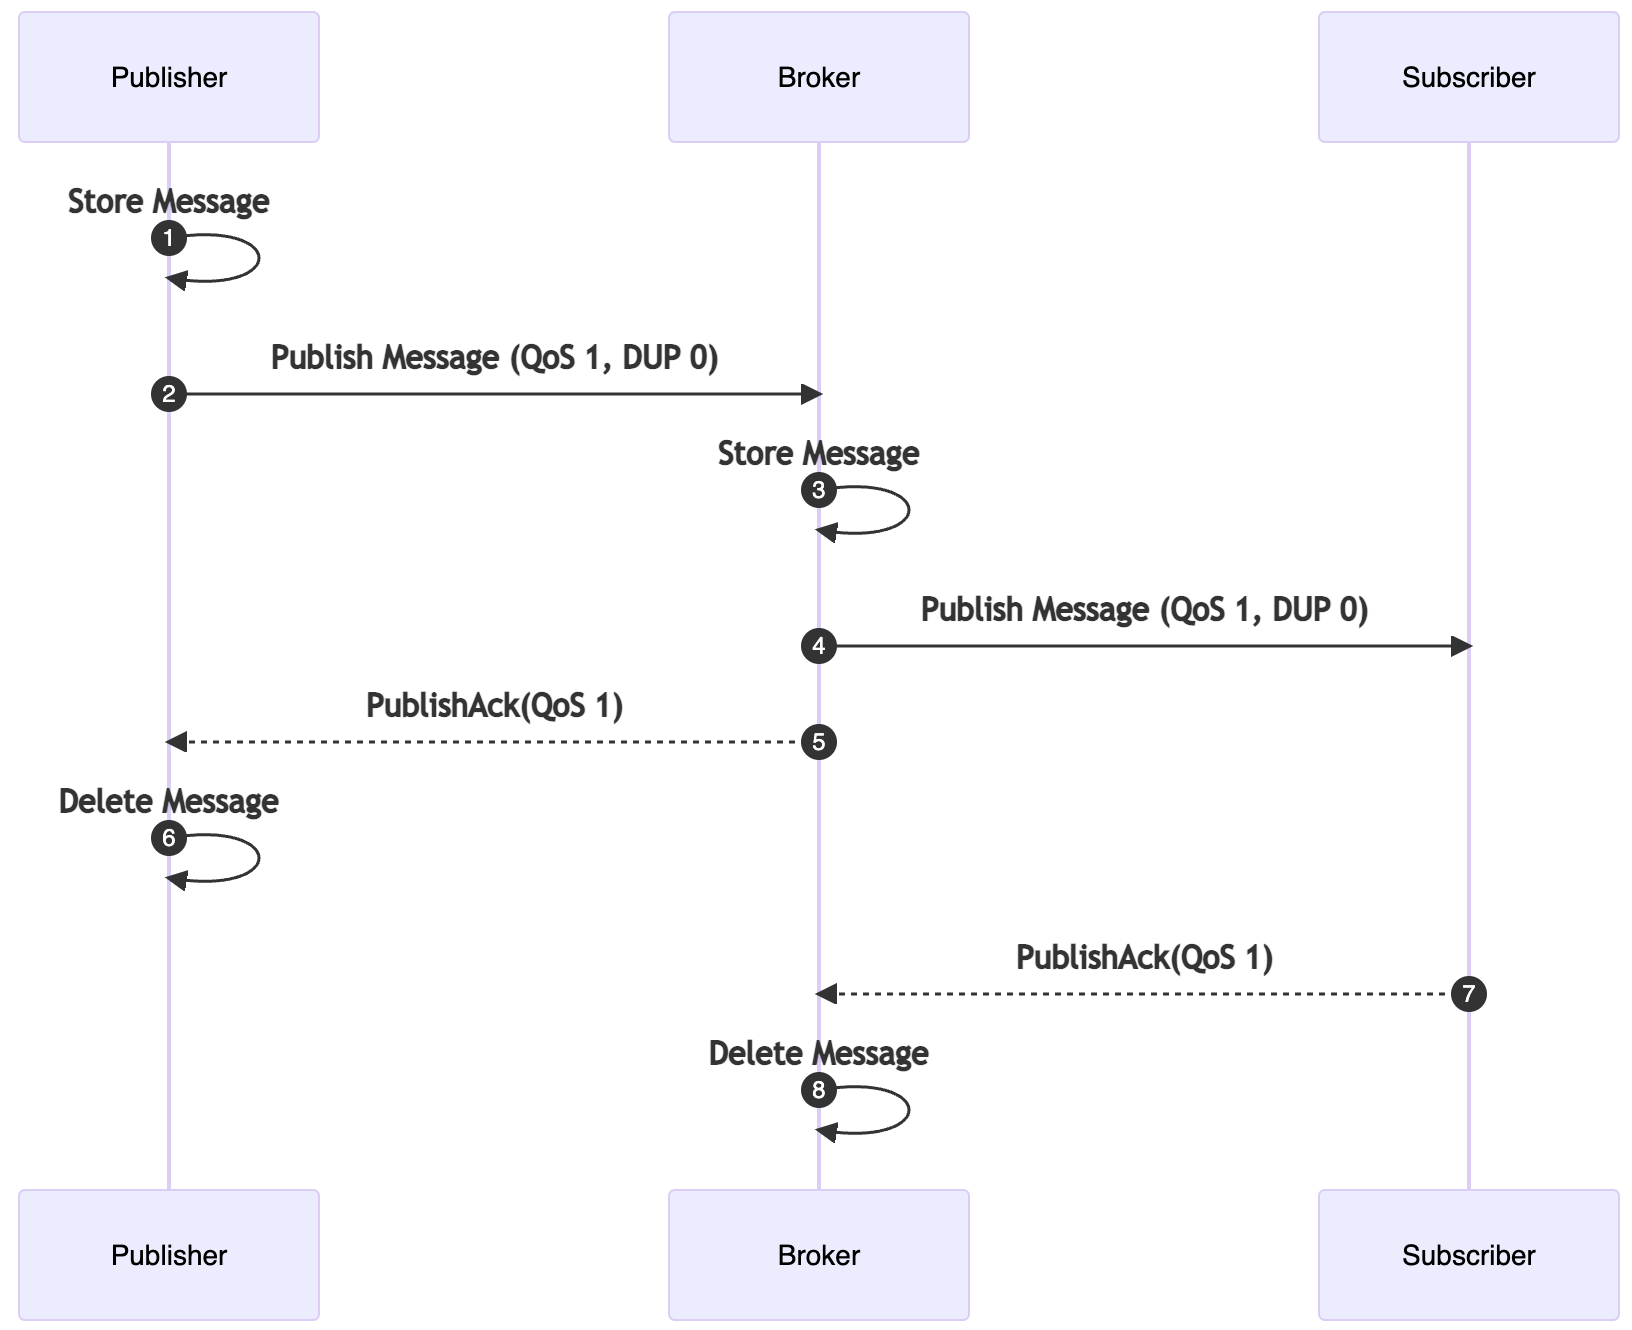 Publisher
Broker
Subscriber
Store Message
1
Publish Message (QoS 1, DUP 0)
2
Store Message
3
Publish Message (QoS 1, DUP 0)
4
PublishAck(QoS 1)
5
Delete Message
6
PublishAck(QoS 1)
7
Delete Message
8
Publisher
Broker
Subscriber